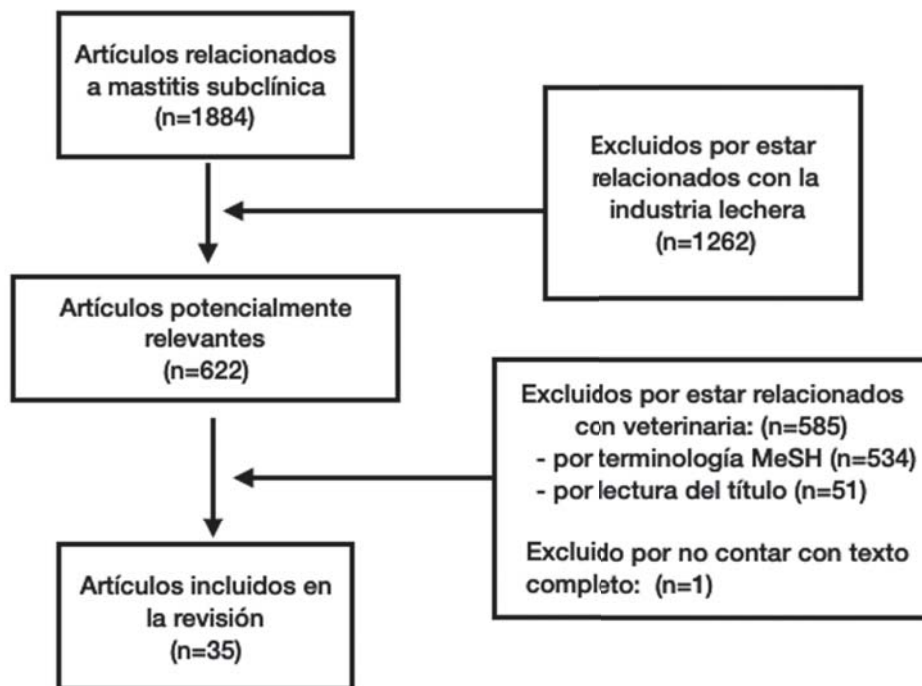 Artículos relacionados
a mastitis subclínica
(n=1884)
Excluidos por estar
relacionados con la
industria lechera
(n=1262)
Artículos potencialmente
relevantes
(n=622)
Excluidos por estar relacionados
con veterinaria: (n=585)
- por terminología MeSH (n=534)
- por lectura del título (n=51)
Excluido por no contar con texto
completo: (n=1)
Artículos incluidos en
la revisión
(n=35)